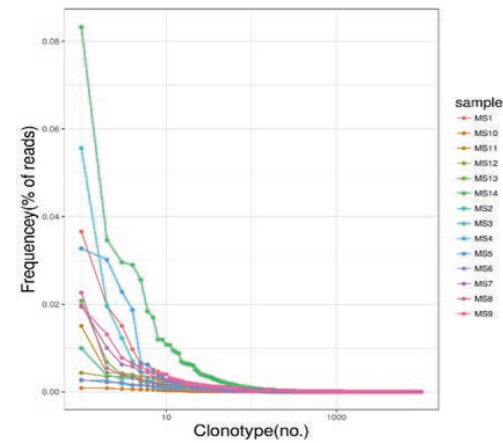 0.08
0.06
0.04
0.02
0.00
Frequencey(% of reads)
10
1000
Clonotype(no.)
sample
MS1
MS10
MS11
MS12
MS13
MS14
MS2
MS3
MS4
MS5
MS6
MS7
MS8
MS9